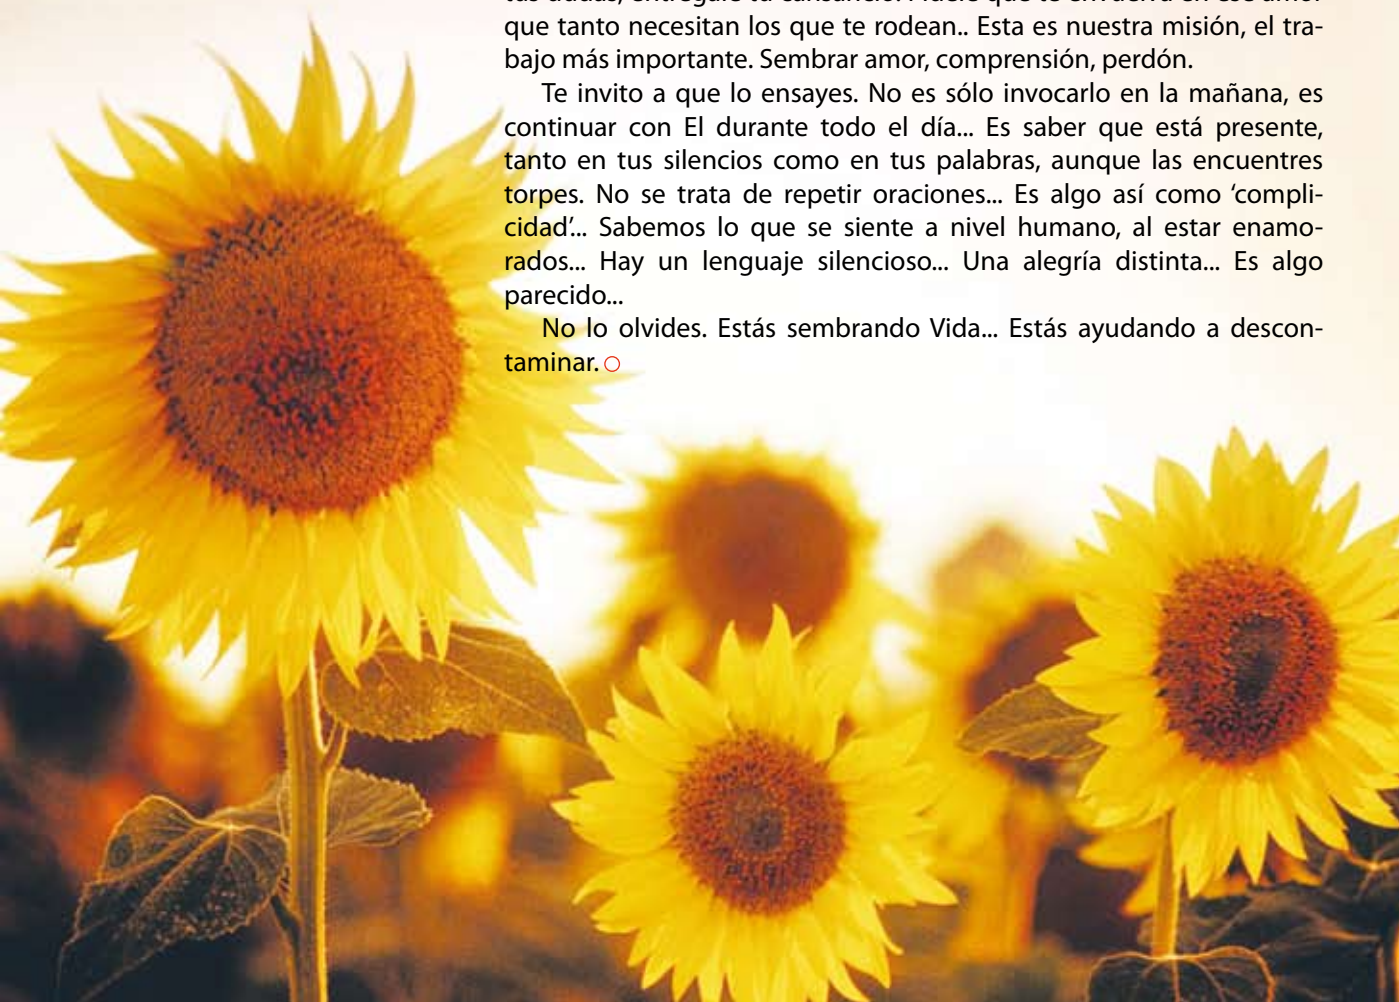 que tanto necesitan los que te rodean.. Esta es nuestra misión, el tra-
bajo más importante. Sembrar amor, comprensión, perdón.
Te invito a que lo ensayes. No es sólo invocarlo en la mañana, es
continuar con El durante todo el día... Es saber que está presente,
tanto en tus silencios como en tus palabras, aunque las encuentres
torpes. No se trata de repetir oraciones... Es algo así como ‘compli-
cidad’... Sabemos lo que se siente a nivel humano, al estar enamo-
rados... Hay un lenguaje silencioso... Una alegría distinta... Es algo
parecido...
No lo olvides. Estás sembrando Vida... Estás ayudando a descon-
taminar.